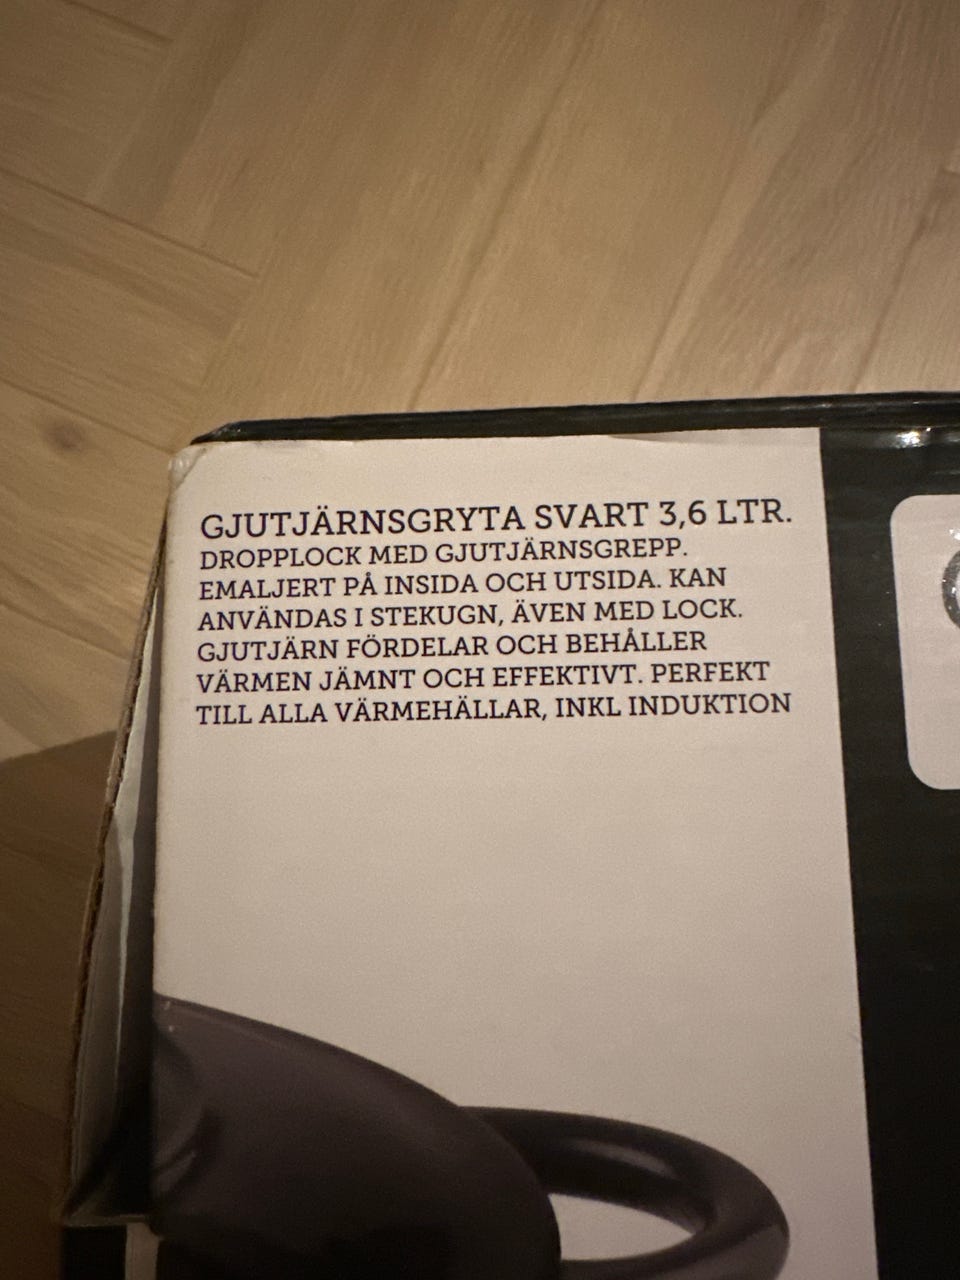 GJUTJÄRNSGRYTA SVART 3,6 LTR.
DROPPLOCK MED GJUTJÄRNSGREPP.
EMALJERT PÅ INSIDA OCH UTSIDA. KAN
ANVÄNDAS I STEKUGN, ÄVEN MED LOCK.
GJUTJÄRN FÖRDELAR OCH BEHÅLLER
VÄRMEN JÄMNT OCH EFFEKTIVT. PERFEKT
TILL ALLA VÄRMEHÄLLAR, INKL INDUKTION